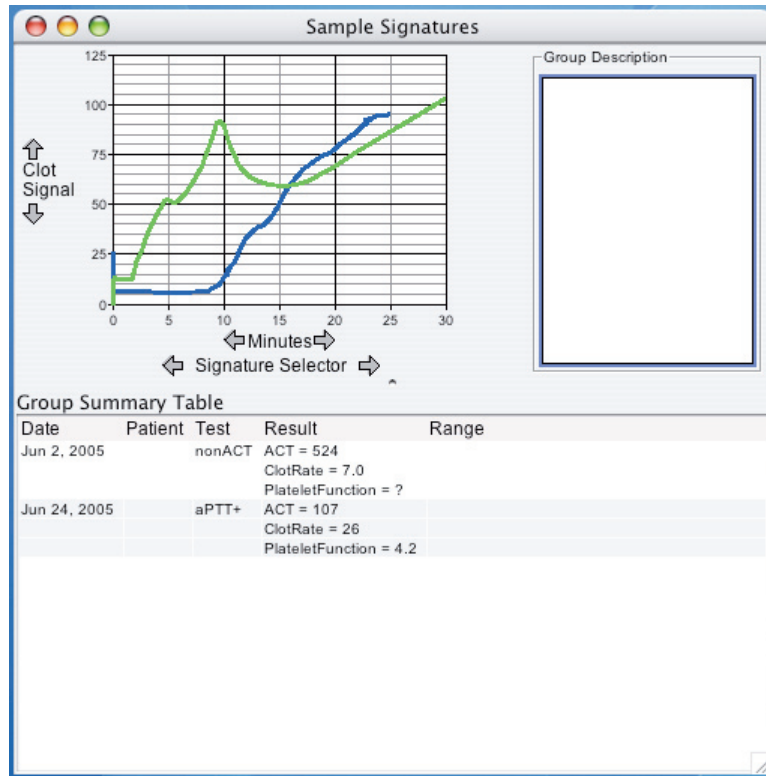 Sample Signatures
125
100
75
50
25
0
Clot
Signal
0 5 10 15 20 25 30
Minutes
Signature Selector
Group Description
Group Summary Table
Date Patient Test Result Range
Jun 2, 2005 nonACT ACT = 524
ClotRate = 7.0
PlateletFunction = ?
Jun 24, 2005 aPTT+ ACT = 107
ClotRate = 26
PlateletFunction = 4.2